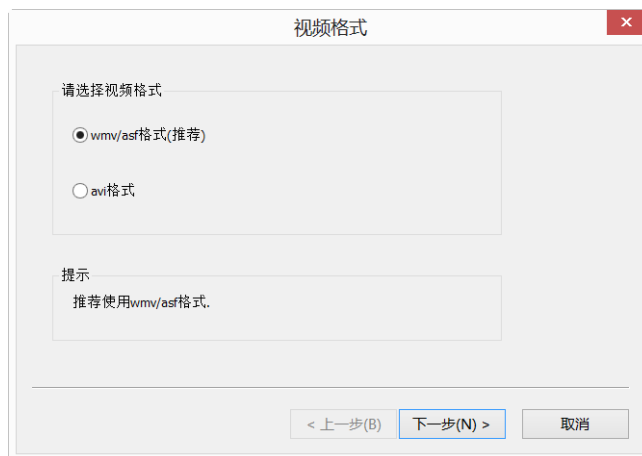 视频格式
请选择视频格式
wmv/asf格式(推荐)
avi格式
提示
推荐使用wmv/asf格式.
< 上一步(B) 下一步(N) > 取消